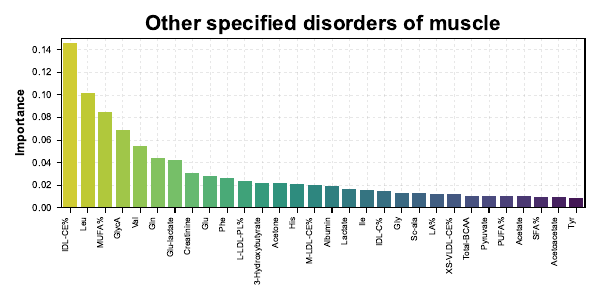 Other specified disorders of muscle
Importance
0.14
0.12
0.10
0.08
0.06
0.04
0.02
0.00
IDL-CE%
Leu
MUFA%
GlycA
Val
Gln
Glu-lactate
Creatinine
Glu
Phe
L-LDL-PL%
3-Hydroxybutyrate
Acetone
His
M-LDL-CE%
Albumin
Lactate
Ile
IDL-C%
Gly
Sc-ala
LA%
XS-VLDL-CE%
Total-BCAA
Pyruvate
PUFA%
Acetate
SFA%
Acetoacetate
Tyr